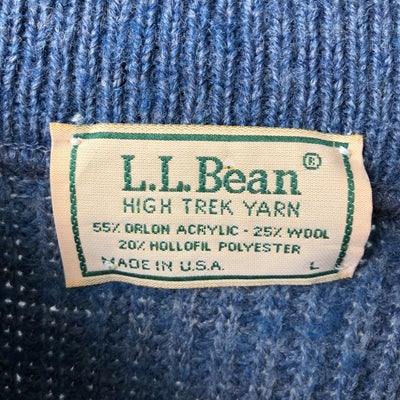 L.L.Bean®
HIGH TREK YARN
55% ORLON ACRYLIC - 25% WOOL
20% HOLLOFIL POLYESTER
MADE IN U.S.A. L